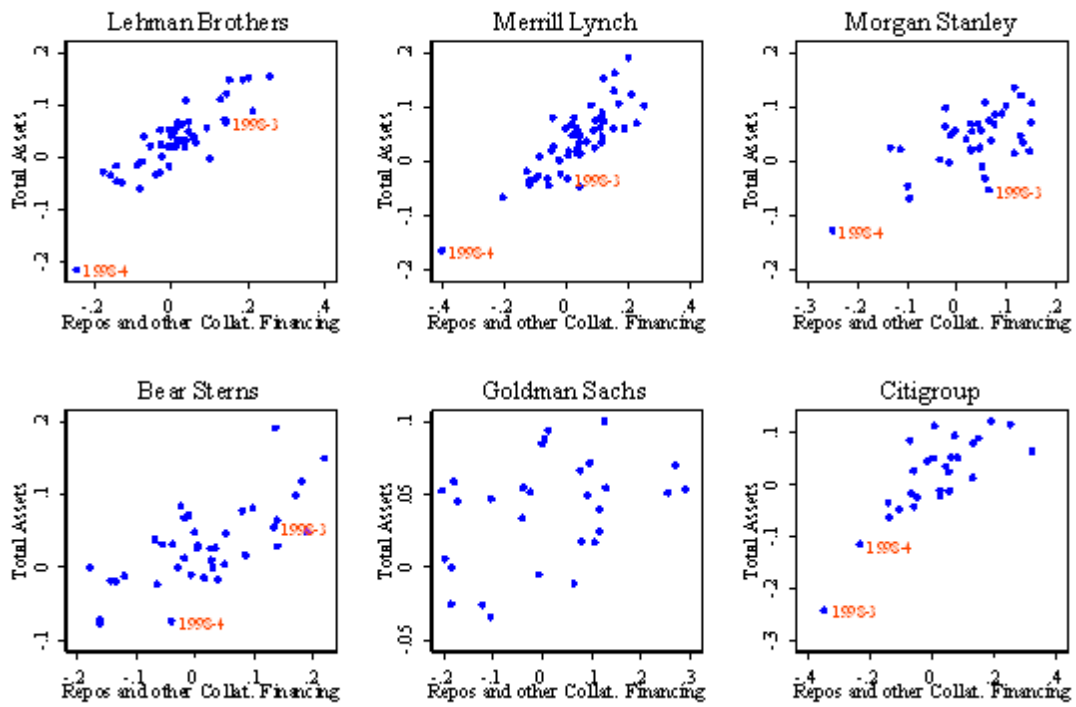 Lehman Brothers
Total Assets
.2
.1
0
-.1
-.2
1998-3
1998-4
-.2 0 .2 .4
Repos and other Collat. Financing
Merrill Lynch
Total Assets
.2
.1
0
-.1
-.2
1998-3
1998-4
-.4 -.2 0 .2 .4
Repos and other Collat. Financing
Morgan Stanley
Total Assets
.2
.1
0
-.1
-.2
1998-3
1998-4
-.3 -.1 0 .1 .2
Repos and other Collat. Financing
Bear Sterns
Total Assets
.2
.1
0
-.1
1998-3
1998-4
-.2 -.1 0 .1 .2
Repos and other Collat. Financing
Goldman Sachs
Total Assets
.1
.05
0
-.05
-.2 -.1 0 .1 .2 .3
Repos and other Collat. Financing
Citigroup
Total Assets
.1
0
-.1
-.2
-.3
1998-4
1998-3
-.4 -.2 0 .2 .4
Repos and other Collat. Financing